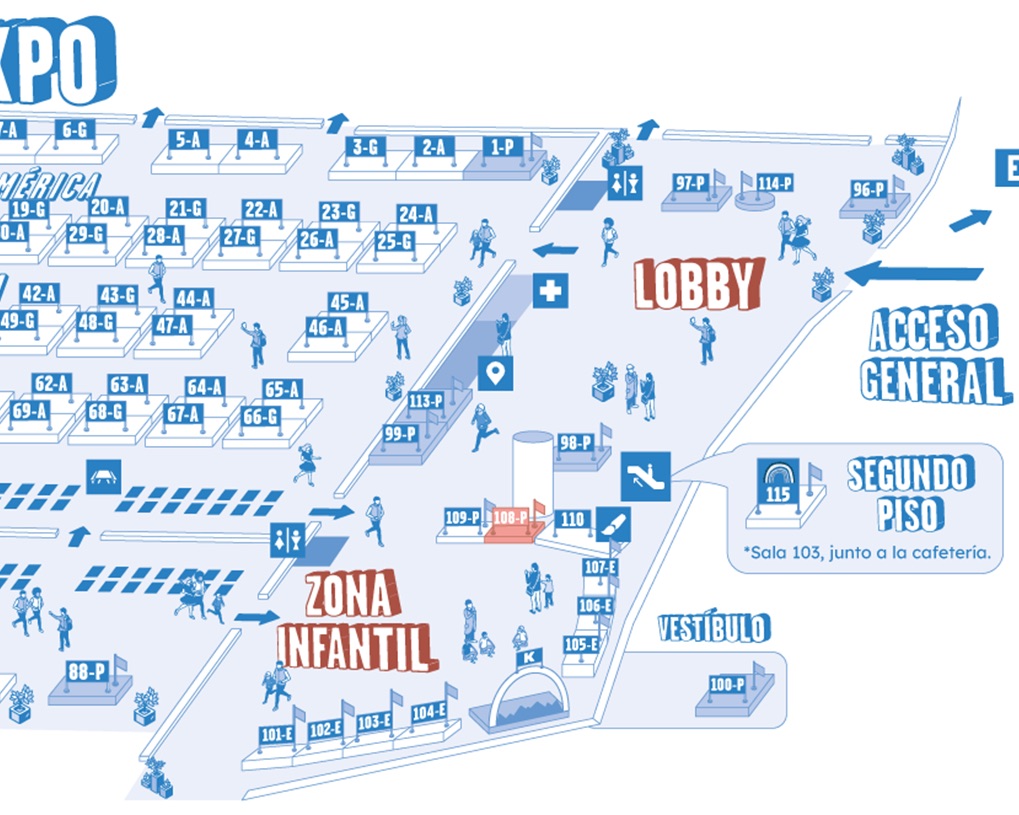 XPO
7-A 6-G 5-A 4-A 3-G 2-A 1-P
97-P 114-P 96-P
E
MÉRICA
19-G 20-A 21-G 22-A 23-G 24-A
0-A 29-G 28-A 27-G 26-A 25-G
LOBBY
42-A 43-G 44-A 45-A
49-G 48-G 47-A 46-A
ACCESO
GENERAL
62-A 63-A 64-A 65-A
69-A 68-G 67-A 66-G
113-P
99-P
98-P
115
SEGUNDO
PISO
*Sala 103, junto a la cafetería.
109-P 108-P 110
107-E
106-E
105-E
ZONA
INFANTIL
VESTÍBULO
100-P
88-P
K
101-E 102-E 103-E 104-E